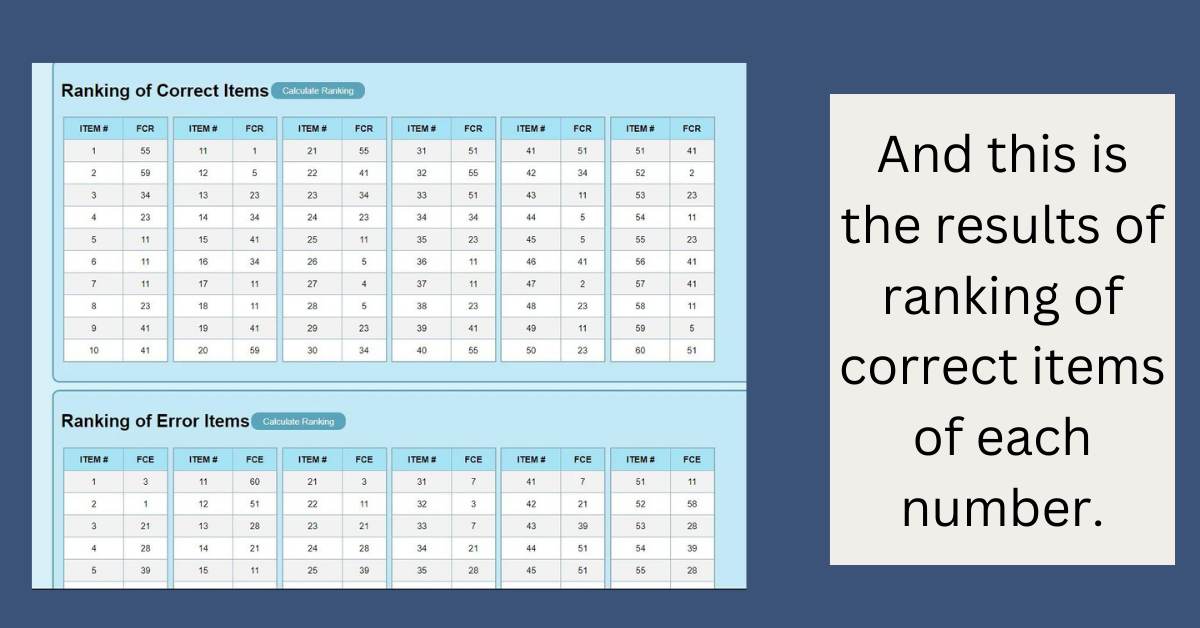 Ranking of Correct Items Calculate Ranking
ITEM # FCR ITEM # FCR ITEM # FCR ITEM # FCR ITEM # FCR ITEM # FCR
1 55 11 1 21 55 31 51 41 51 51 41
2 59 12 5 22 41 32 55 42 34 52 2
3 34 13 23 23 34 33 51 43 11 53 23
4 23 14 34 24 23 34 34 44 5 54 11
5 11 15 41 25 11 35 23 45 5 55 23
6 11 16 34 26 5 36 11 46 41 56 41
7 11 17 11 27 4 37 11 47 2 57 41
8 23 18 11 28 5 38 23 48 23 58 11
9 41 19 41 29 23 39 41 49 11 59 5
10 41 20 59 30 34 40 55 50 23 60 51
Ranking of Error Items Calculate Ranking
ITEM # FCE ITEM # FCE ITEM # FCE ITEM # FCE ITEM # FCE ITEM # FCE
1 3 11 60 21 3 31 7 41 7 51 11
2 1 12 51 22 11 32 3 42 21 52 58
3 21 13 28 23 21 33 7 43 39 53 28
4 28 14 21 24 28 34 21 44 51 54 39
5 39 15 11 25 39 35 28 45 51 55 28
And this is
the results of
ranking of
correct items
of each
number.